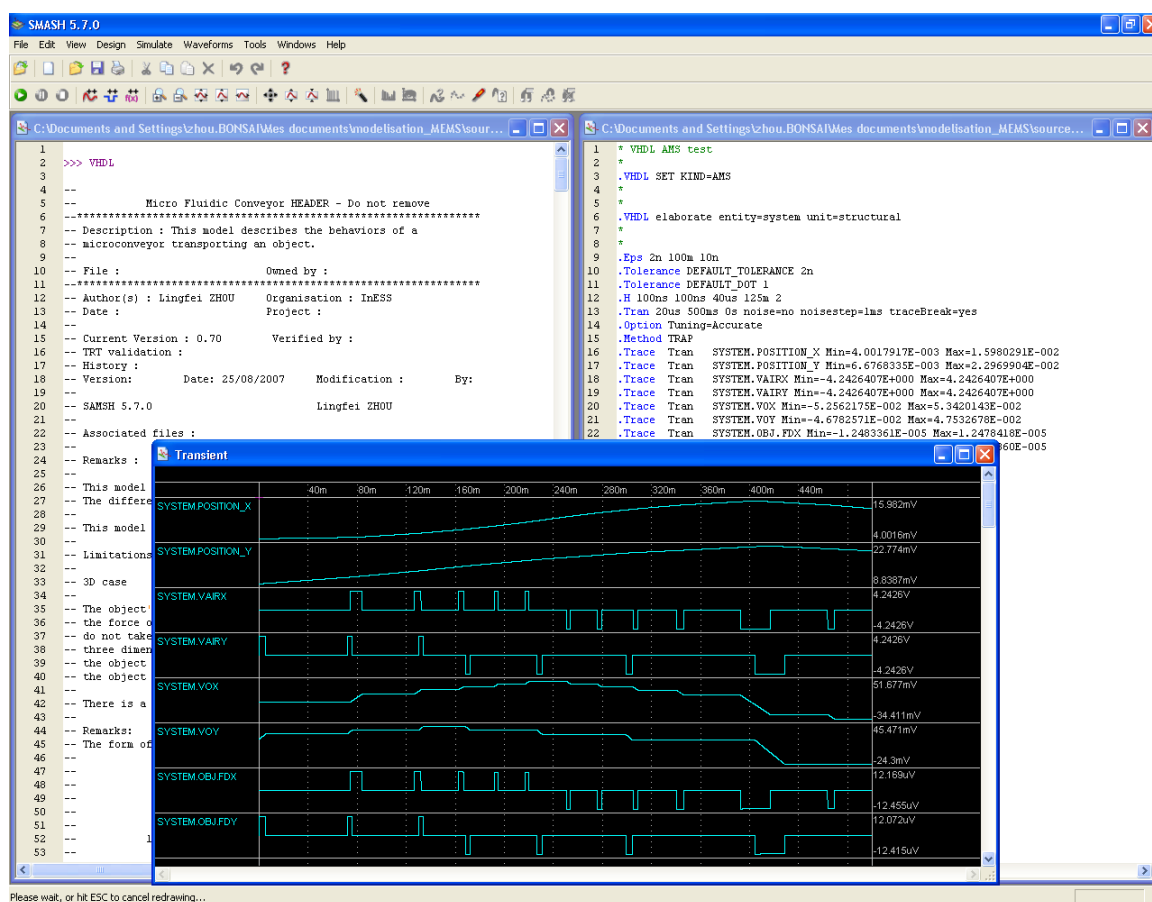 SMASH 5.7.0
File Edit View Design Simulate Waveforms Tools Windows Help
C:\Documents and Settings\zhou.BONSAI\Mes documents\modelisation_MEMS\sour...
1
2 >>> VHDL
3
4 --
5 -- Micro Fluidic Conveyor HEADER - Do not remove
6 --**************************************************************
7 -- Description : This model describes the behaviors of a
8 -- microconveyor transporting an object.
9 --
10 -- File : Owned by :
11 --**************************************************************
12 -- Author(s) : Lingfei ZHOU Organisation : InESS
13 -- Date : Project :
14 --
15 -- Current Version : 0.70 Verified by :
16 -- TRT validation :
17 -- History :
18 -- Version: Date: 25/08/2007 Modification : By:
19 --
20 -- SAMSH 5.7.0 Lingfei ZHOU
21 --
22 -- Associated files :
23 --
24 -- Remarks :
25 --
26 -- This model
27 -- The differe
28 --
29 -- This model
30 --
31 -- Limitations
32 --
33 -- 3D case
34 --
35 -- The object'
36 -- the force o
37 -- do not take
38 -- three dimen
39 -- the object
40 -- the object
41 --
42 -- There is a
43 --
44 -- Remarks:
45 -- The form of
46 --
47 --
48 --
49 --
50 --
51 --
52 -- l
53 --
C:\Documents and Settings\zhou.BONSAI\Mes documents\modelisation_MEMS\source...
1 * VHDL AMS test
2 *
3 .VHDL SET KIND=AMS
4 *
5 *
6 .VHDL elaborate entity=system unit=structural
7 *
8 *
9 .Eps 2n 100m 10n
10 .Tolerance DEFAULT_TOLERANCE 2n
11 .Tolerance DEFAULT_DOT 1
12 .H 100ns 100ns 40us 125m 2
13 .Tran 20us 500ms 0s noise=no noisestep=1ms traceBreak=yes
14 .Option Tuning=Accurate
15 .Method TRAP
16 .Trace Tran SYSTEM.POSITION_X Min=4.0017917E-003 Max=1.5980291E-002
17 .Trace Tran SYSTEM.POSITION_Y Min=6.6768335E-003 Max=2.2969904E-002
18 .Trace Tran SYSTEM.VAIRX Min=-4.2426407E+000 Max=4.2426407E+000
19 .Trace Tran SYSTEM.VAIRY Min=-4.2426407E+000 Max=4.2426407E+000
20 .Trace Tran SYSTEM.VOX Min=-5.2562175E-002 Max=5.3420143E-002
21 .Trace Tran SYSTEM.VOY Min=-4.6782571E-002 Max=4.7532678E-002
22 .Trace Tran SYSTEM.OBJ.FDX Min=-1.2483361E-005 Max=1.2478418E-005
360E-005
Transient
40m 80m 120m 160m 200m 240m 280m 320m 360m 400m 440m
SYSTEM.POSITION_X 15.982mV
4.0016mV
SYSTEM.POSITION_Y 22.774mV
8.8387mV
SYSTEM.VAIRX 4.2426V
-4.2426V
SYSTEM.VAIRY 4.2426V
-4.2426V
SYSTEM.VOX 51.677mV
-34.411mV
SYSTEM.VOY 45.471mV
-24.3mV
SYSTEM.OBJ.FDX 12.169uV
-12.455uV
SYSTEM.OBJ.FDY 12.072uV
-12.415uV
Please wait, or hit ESC to cancel redrawing...